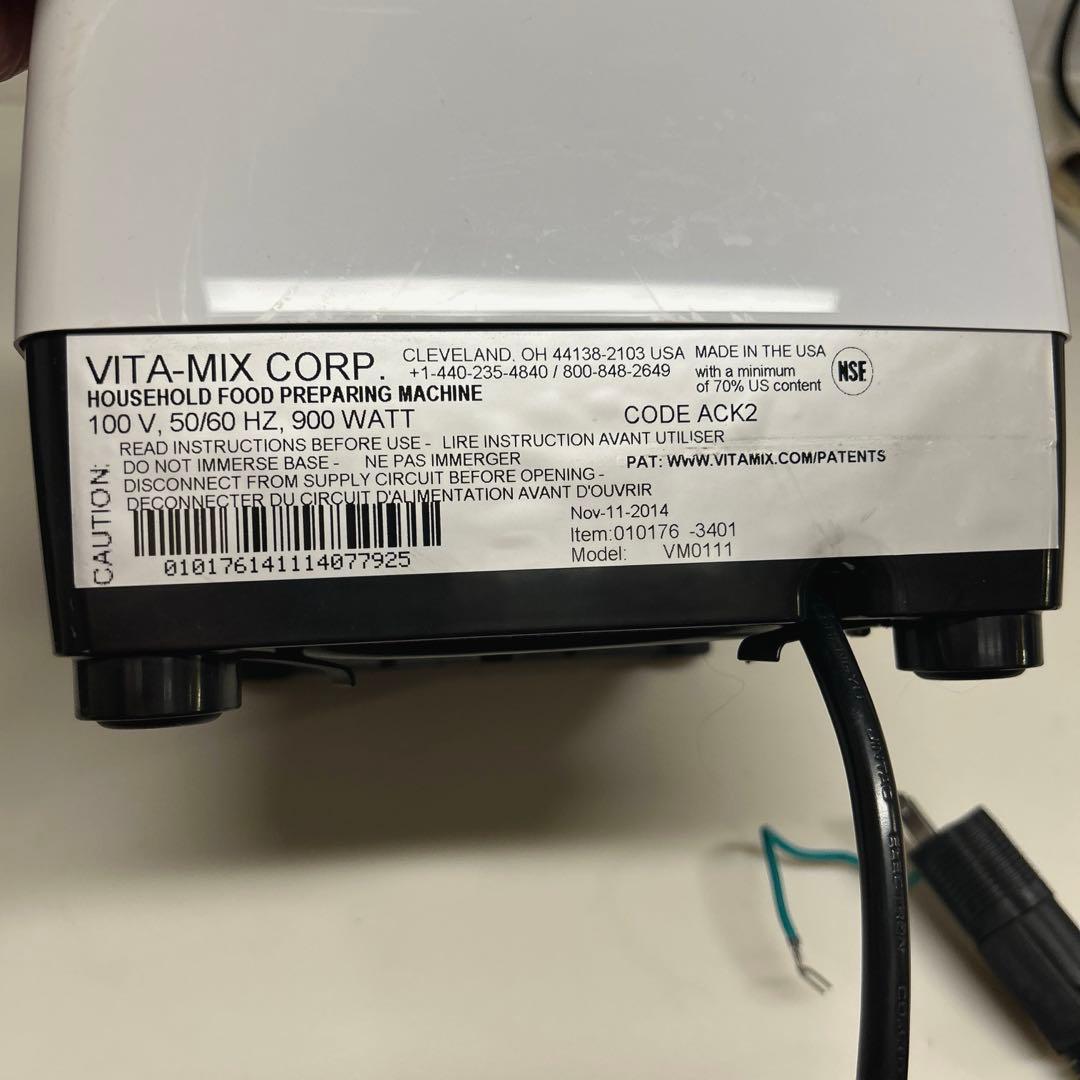 VITA-MIX CORP.
CLEVELAND, OH 44138-2103 USA
+1-440-235-4840 / 800-848-2649
MADE IN THE USA
with a minimum
of 70% US content
NSF
HOUSEHOLD FOOD PREPARING MACHINE
100 V, 50/60 HZ, 900 WATT
CODE ACK2
CAUTION:
READ INSTRUCTIONS BEFORE USE - LIRE INSTRUCTION AVANT UTILISER
DO NOT IMMERSE BASE - NE PAS IMMERGER
PAT: WWW.VITAMIX.COM/PATENTS
DISCONNECT FROM SUPPLY CIRCUIT BEFORE OPENING -
DECONNECTER DU CIRCUIT D'ALIMENTATION AVANT D'OUVRIR
Nov-11-2014
Item:010176 -3401
Model: VM0111
010176141114077925